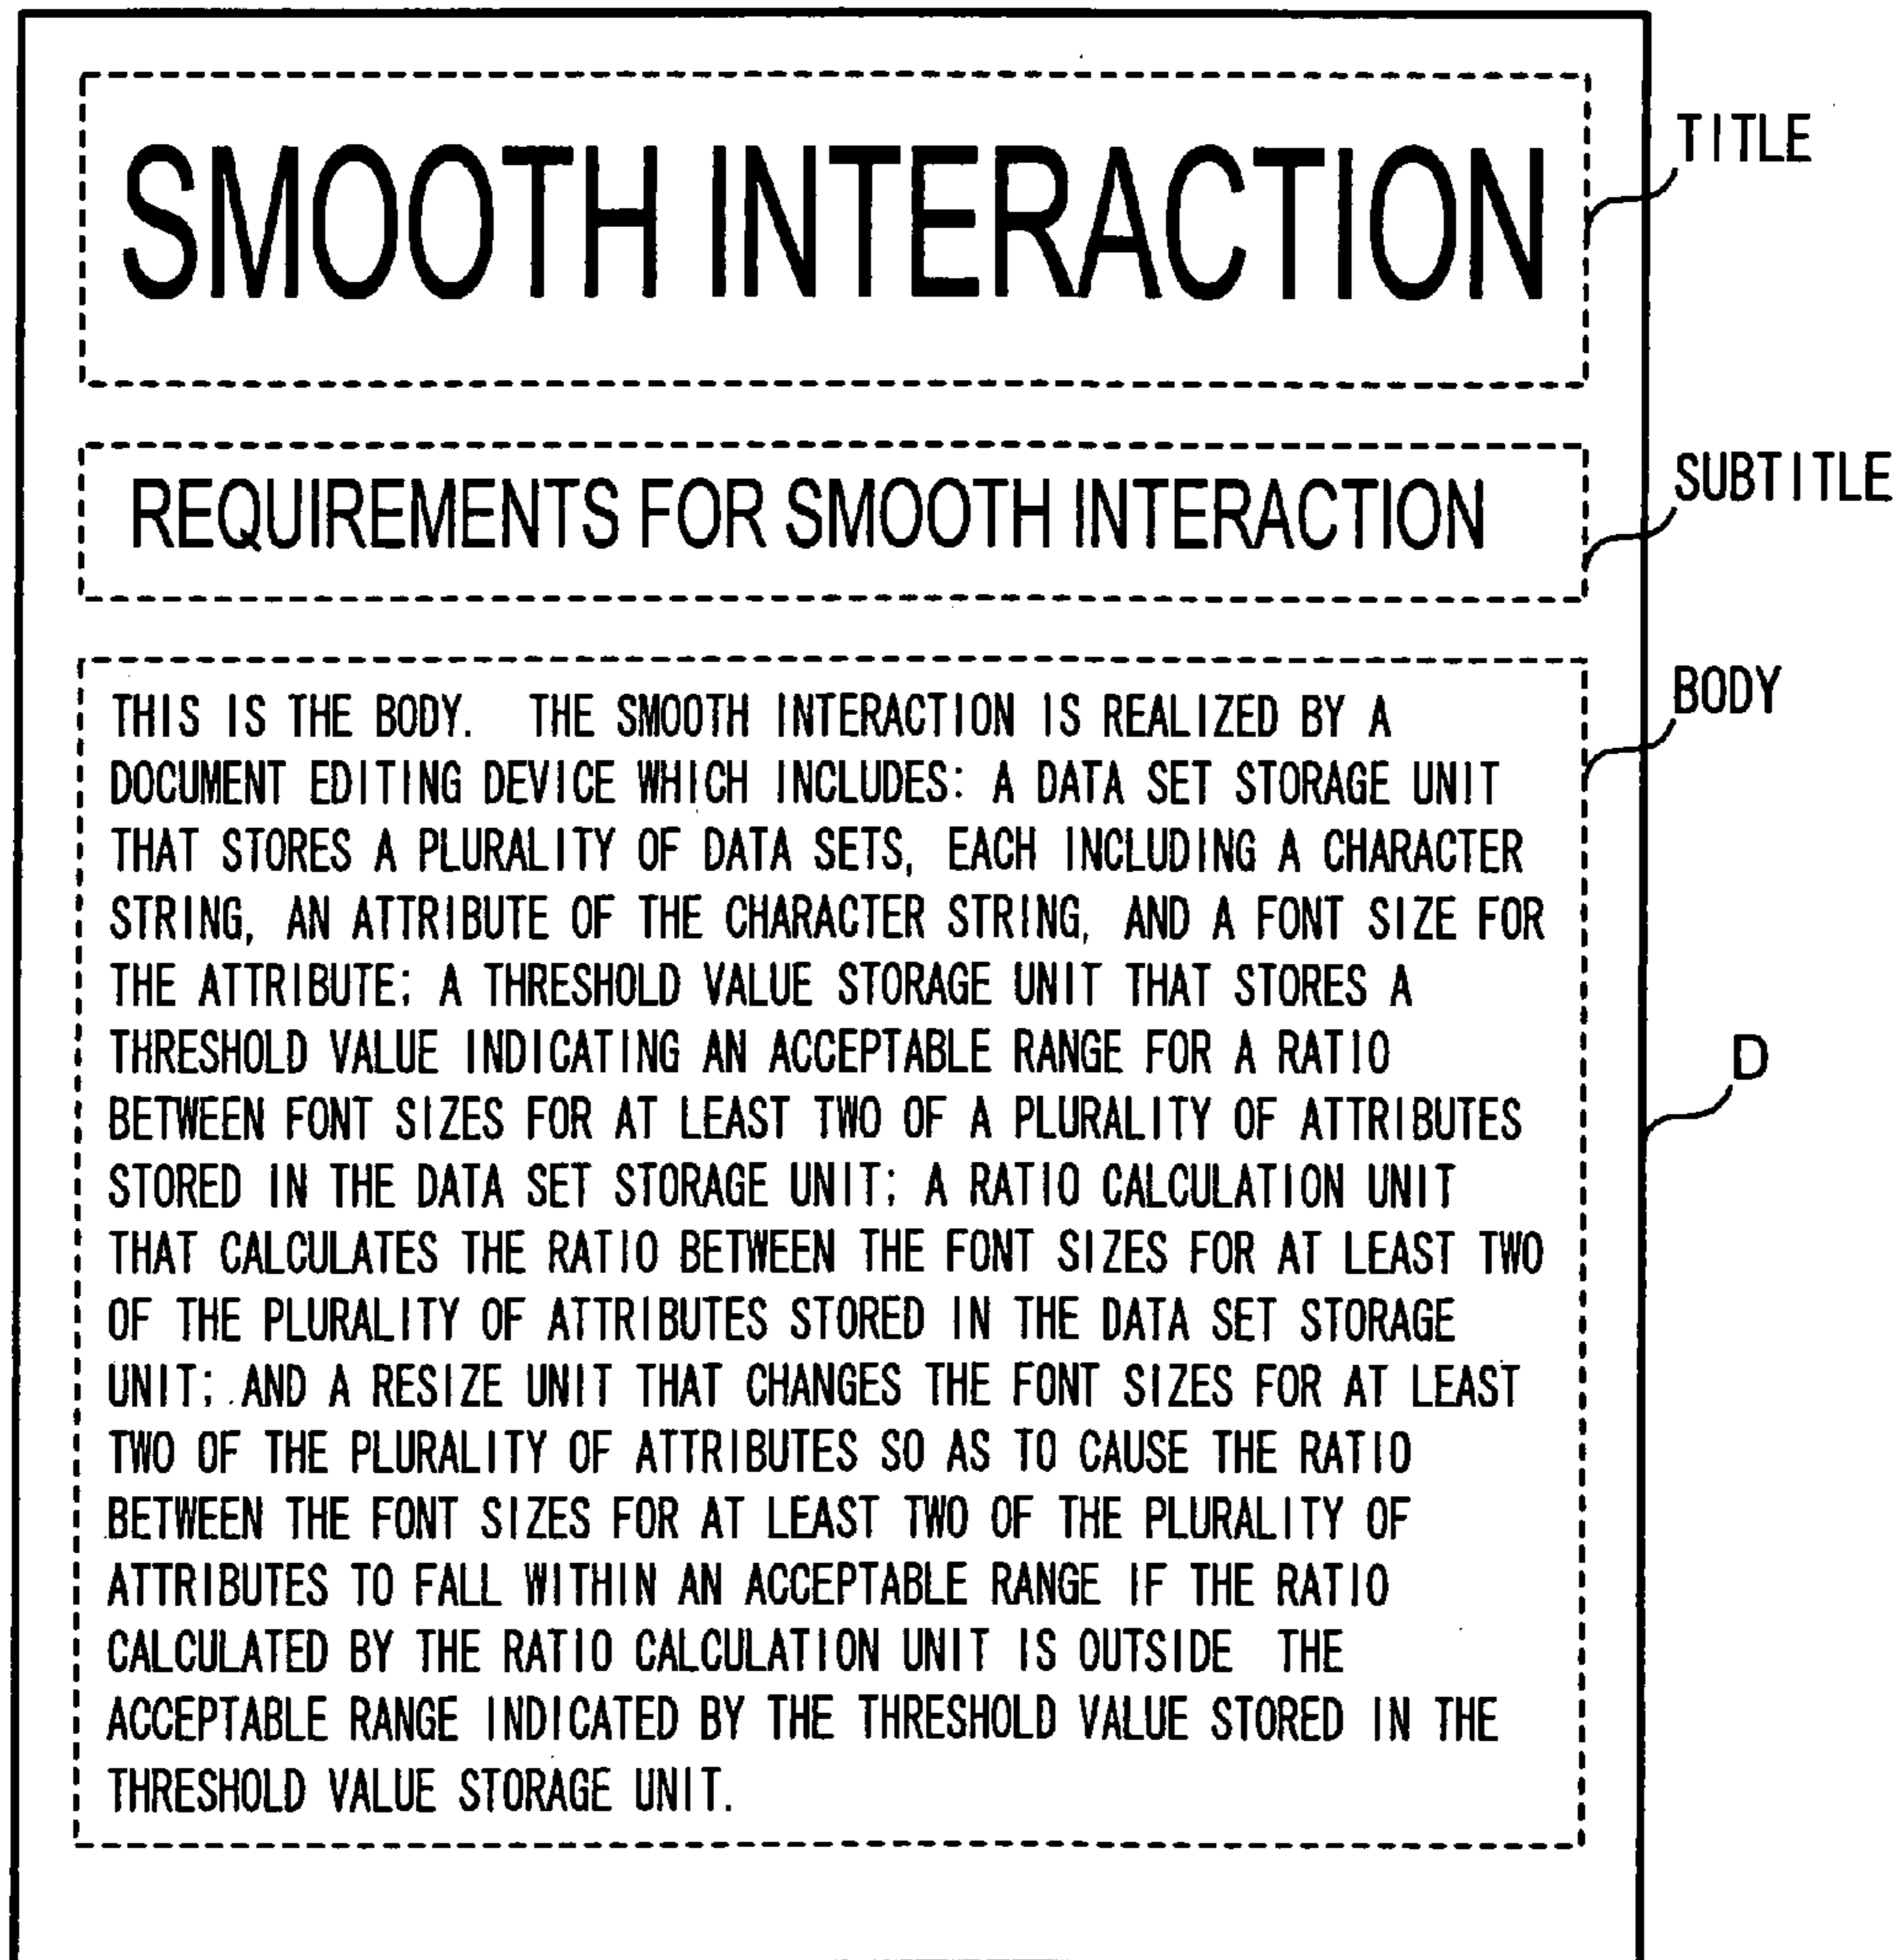 SMOOTH INTERACTION
TITLE
REQUIREMENTS FOR SMOOTH INTERACTION
SUBTITLE
THIS IS THE BODY.  THE SMOOTH INTERACTION IS REALIZED BY A
BODY
DOCUMENT EDITING DEVICE WHICH INCLUDES: A DATA SET STORAGE UNIT
THAT STORES A PLURALITY OF DATA SETS, EACH INCLUDING A CHARACTER
STRING, AN ATTRIBUTE OF THE CHARACTER STRING, AND A FONT SIZE FOR
THE ATTRIBUTE; A THRESHOLD VALUE STORAGE UNIT THAT STORES A
THRESHOLD VALUE INDICATING AN ACCEPTABLE RANGE FOR A RATIO
D
BETWEEN FONT SIZES FOR AT LEAST TWO OF A PLURALITY OF ATTRIBUTES
STORED IN THE DATA SET STORAGE UNIT; A RATIO CALCULATION UNIT
THAT CALCULATES THE RATIO BETWEEN THE FONT SIZES FOR AT LEAST TWO
OF THE PLURALITY OF ATTRIBUTES STORED IN THE DATA SET STORAGE
UNIT; AND A RESIZE UNIT THAT CHANGES THE FONT SIZES FOR AT LEAST
TWO OF THE PLURALITY OF ATTRIBUTES SO AS TO CAUSE THE RATIO
BETWEEN THE FONT SIZES FOR AT LEAST TWO OF THE PLURALITY OF
ATTRIBUTES TO FALL WITHIN AN ACCEPTABLE RANGE IF THE RATIO
CALCULATED BY THE RATIO CALCULATION UNIT IS OUTSIDE  THE
ACCEPTABLE RANGE INDICATED BY THE THRESHOLD VALUE STORED IN THE
THRESHOLD VALUE STORAGE UNIT.